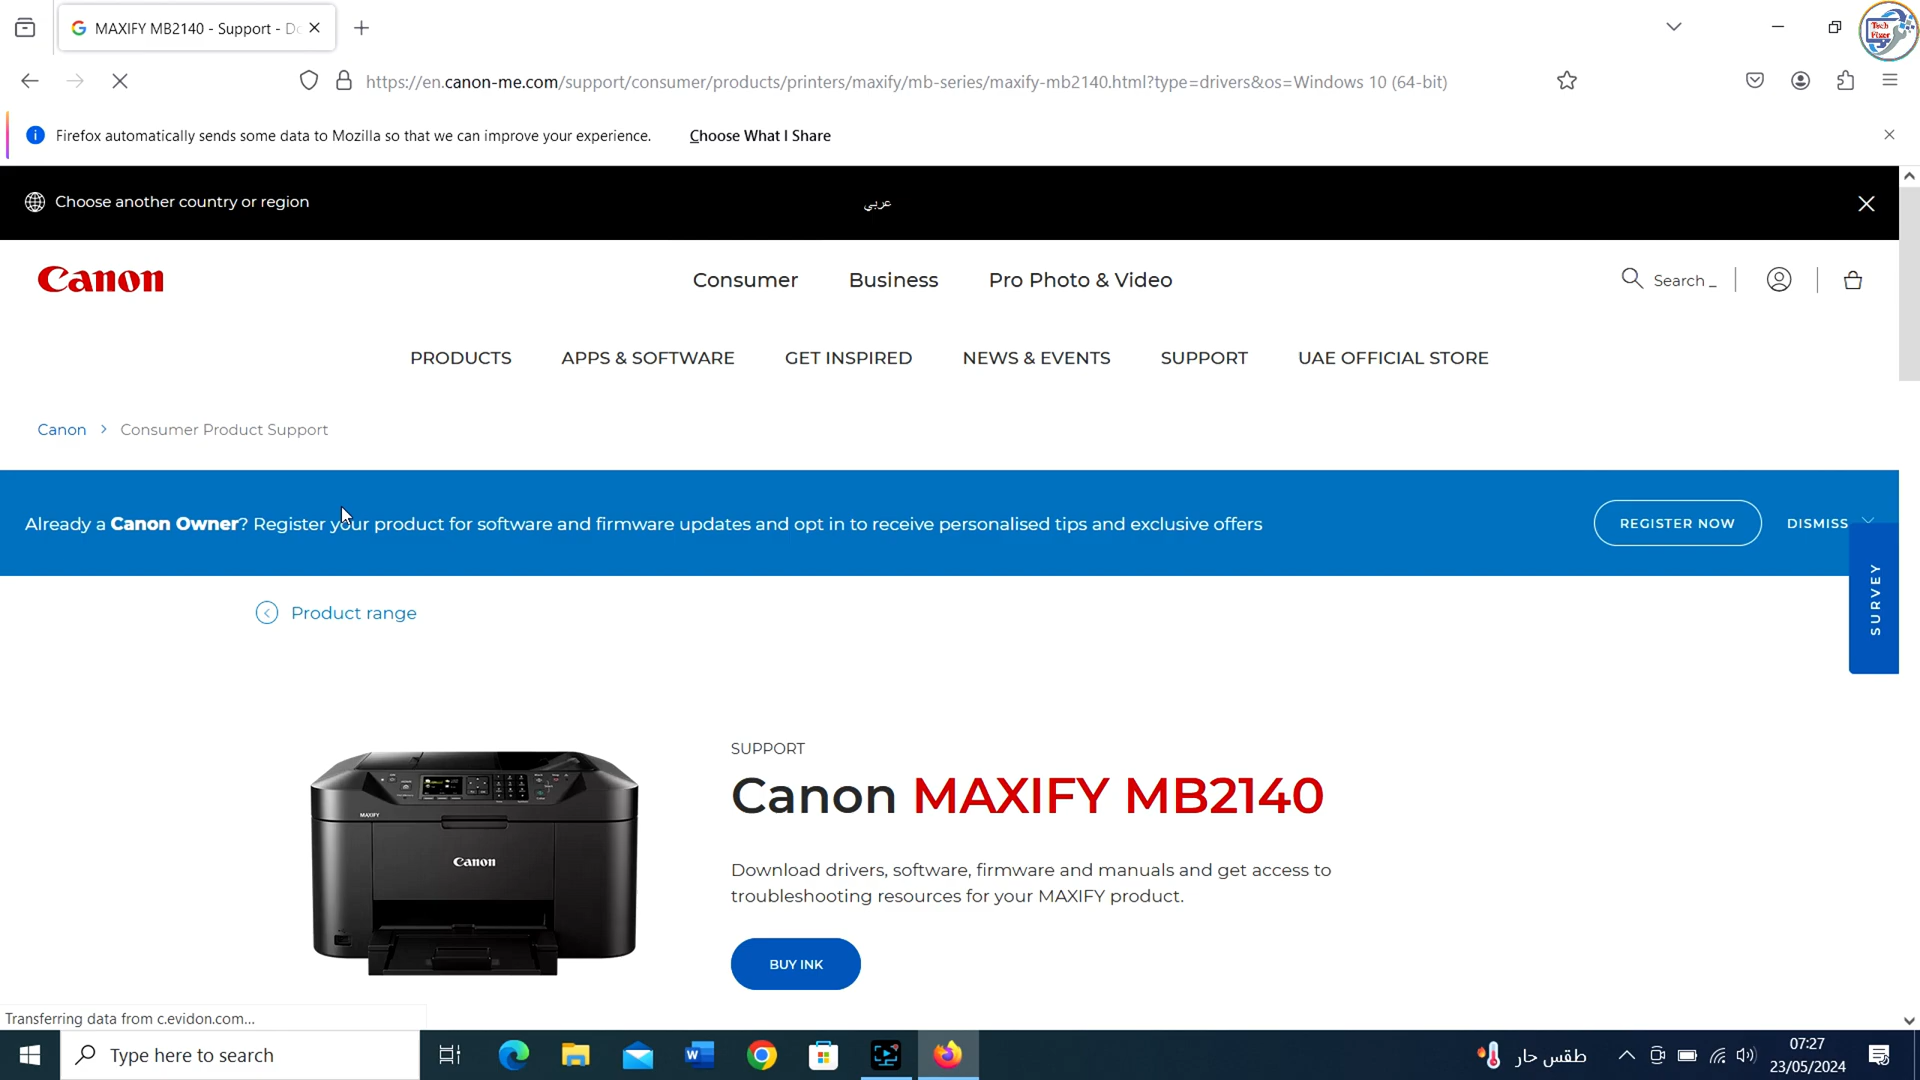 MAXIFY MB2140 - Support - Do
Tech
Fixer
https://en.canon-me.com/support/consumer/products/printers/maxify/mb-series/maxify-mb2140.html?type=drivers&os=Windows 10 (64-bit)
Firefox automatically sends some data to Mozilla so that we can improve your experience. Choose What I Share
Choose another country or region
عربي
Canon
Consumer Business Pro Photo & Video
Search _
PRODUCTS APPS & SOFTWARE GET INSPIRED NEWS & EVENTS SUPPORT UAE OFFICIAL STORE
Canon > Consumer Product Support
Already a Canon Owner? Register your product for software and firmware updates and opt in to receive personalised tips and exclusive offers
REGISTER NOW
DISMISS
SURVEY
Product range
MAXIFY
Canon
SUPPORT
Canon MAXIFY MB2140
Download drivers, software, firmware and manuals and get access to
troubleshooting resources for your MAXIFY product.
BUY INK
Transferring data from c.evidon.com...
Type here to search
طقس حار
07:27
23/05/2024